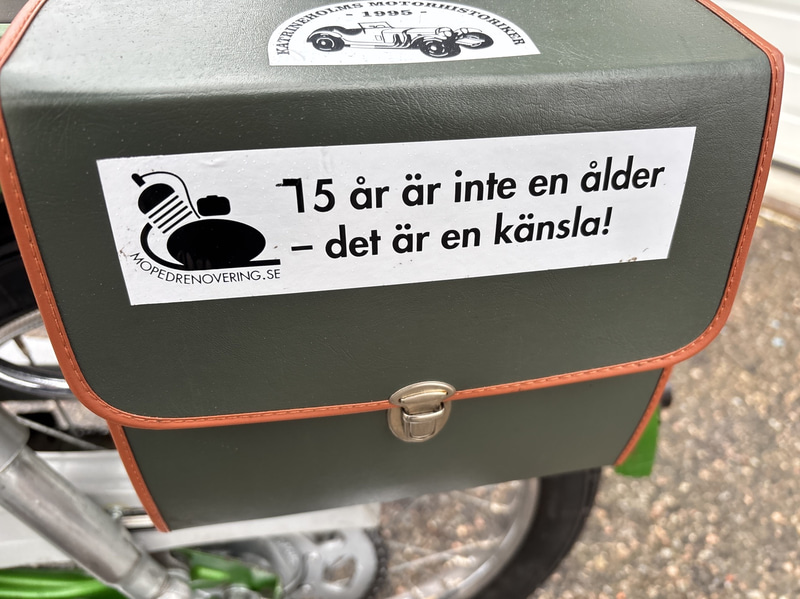 KATRINEHOLMS MOTORHISTORIKER
- 1995 -
15 år är inte en ålder
– det är en känsla!
MOPEDRENOVERING.SE